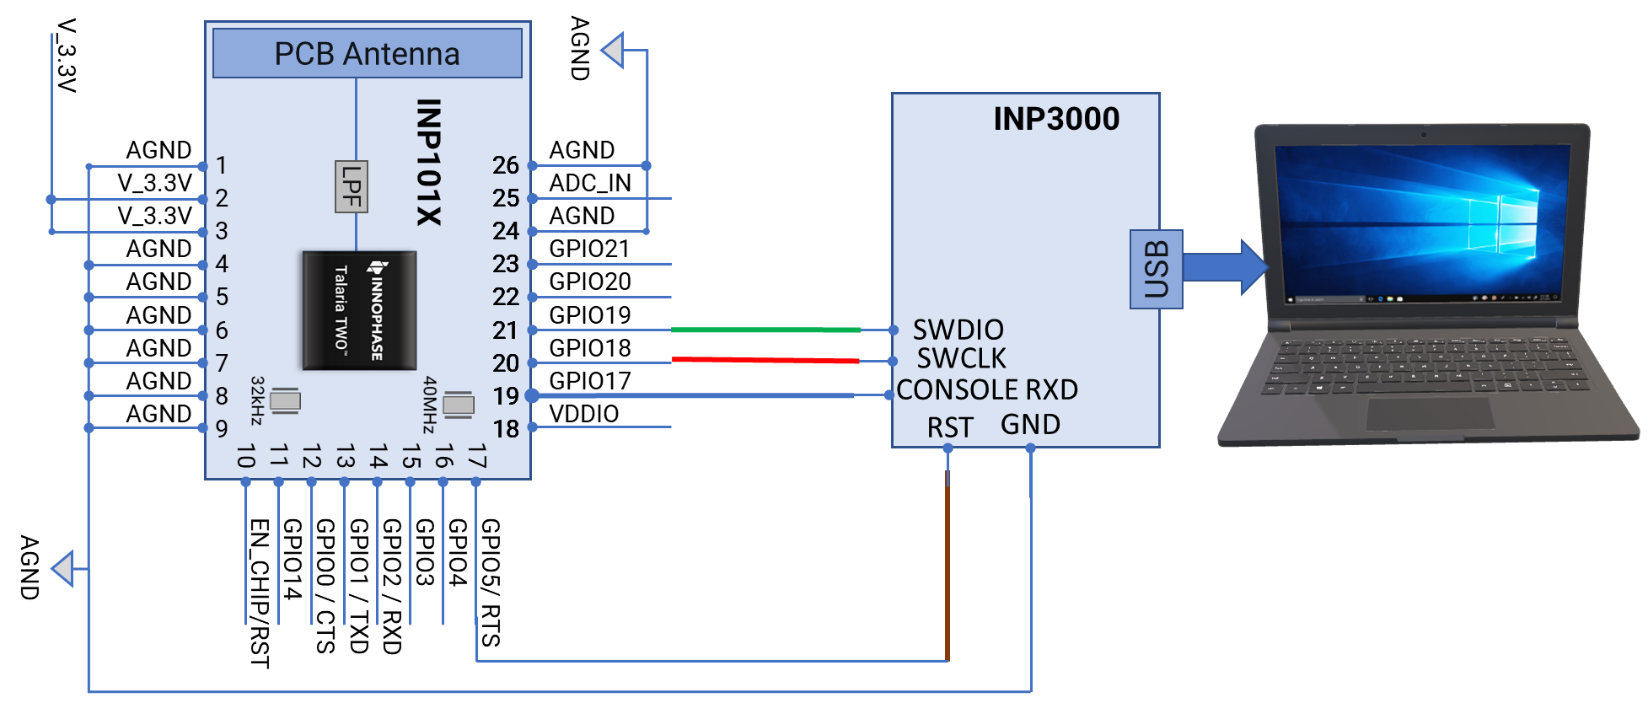 V_3.3V
PCB Antenna
AGND
INP3000
INP101X
LPF
AGND 1
V_3.3V 2
V_3.3V 3
AGND 4
AGND 5
AGND 6
AGND 7
AGND 8
AGND 9
26 AGND
25 ADC_IN
24 AGND
23 GPIO21
22 GPIO20
21 GPIO19
20 GPIO18
19 GPIO17
18 VDDIO
INNOPHASE
Talaria TWO™
32kHz
40MHz
10 11 12 13 14 15 16 17
EN_CHIP/RST
GPIO14
GPIO0 / CTS
GPIO1 / TXD
GPIO2 / RXD
GPIO3
GPIO4
GPIO5/ RTS
SWDIO
SWCLK
CONSOLE RXD
RST GND
USB
AGND